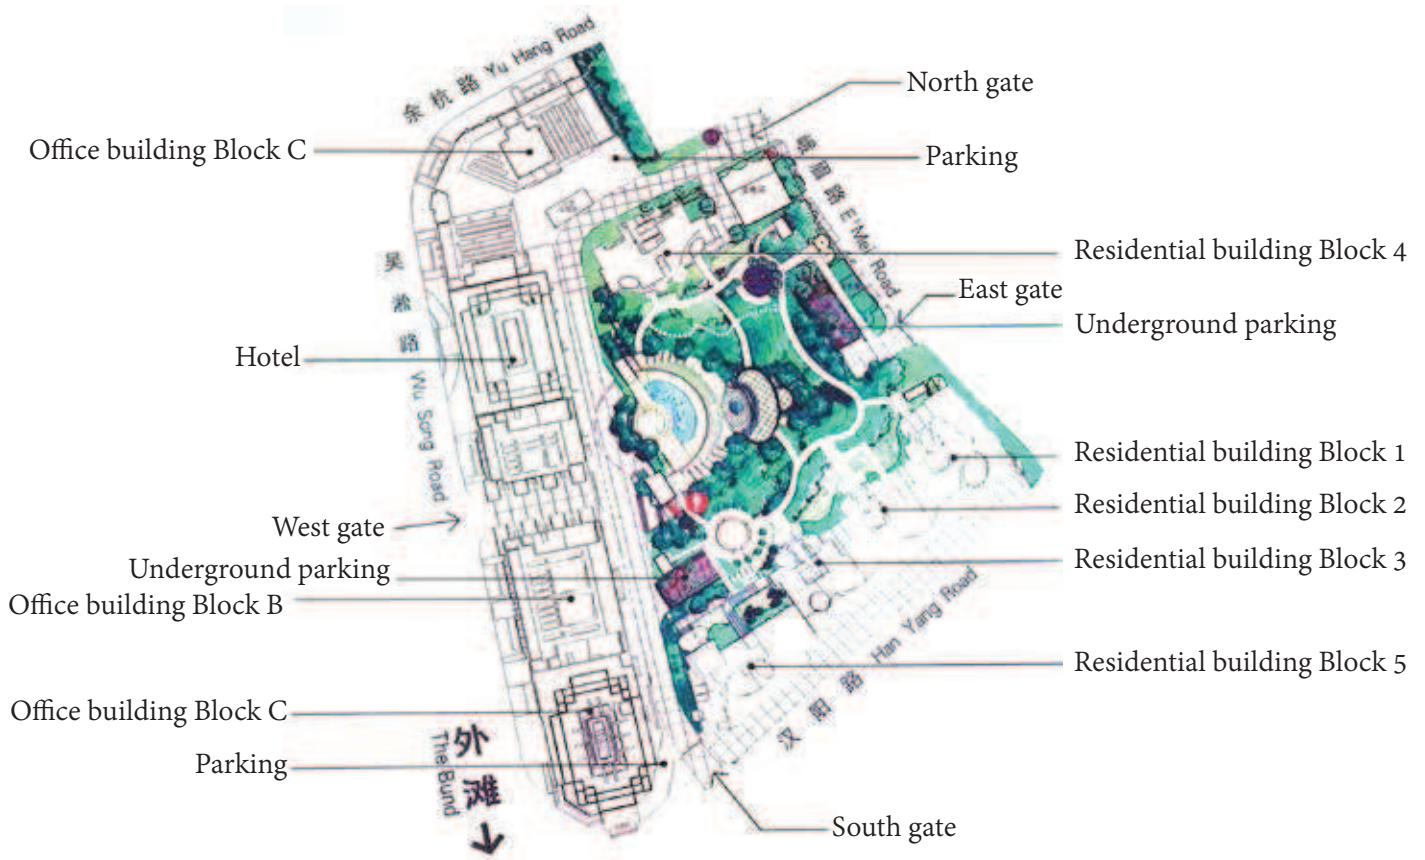 余杭路 Yu Hang Road
North gate
Office building Block C
Parking
峨眉路 E'Mei Road
Residential building Block 4
East gate
Underground parking
Hotel
Wu Song Road
Residential building Block 1
Residential building Block 2
West gate
Residential building Block 3
Underground parking
Office building Block B
汉阳路 Han Yang Road
Residential building Block 5
Office building Block C
外滩
The Bund
Parking
South gate